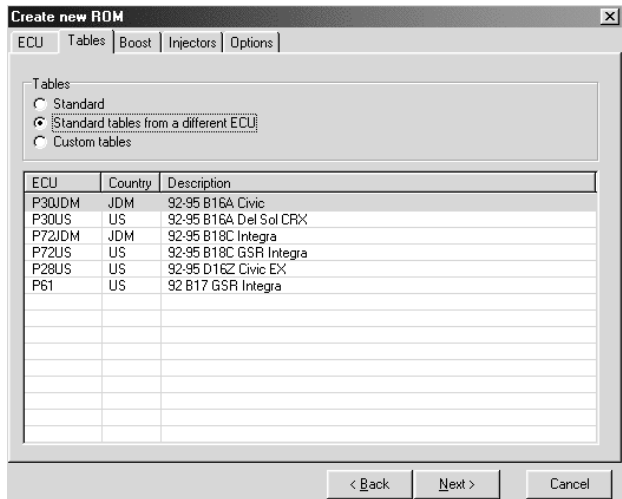 Create new ROM
ECU Tables Boost Injectors Options
Tables
Standard
Standard tables from a different ECU
Custom tables
ECU Country Description
P30JDM JDM 92-95 B16A Civic
P30US US 92-95 B16A Del Sol CRX
P72JDM JDM 92-95 B18C Integra
P72US US 92-95 B18C GSR Integra
P28US US 92-95 D16Z Civic EX
P61 US 92 B17 GSR Integra
< Back Next > Cancel